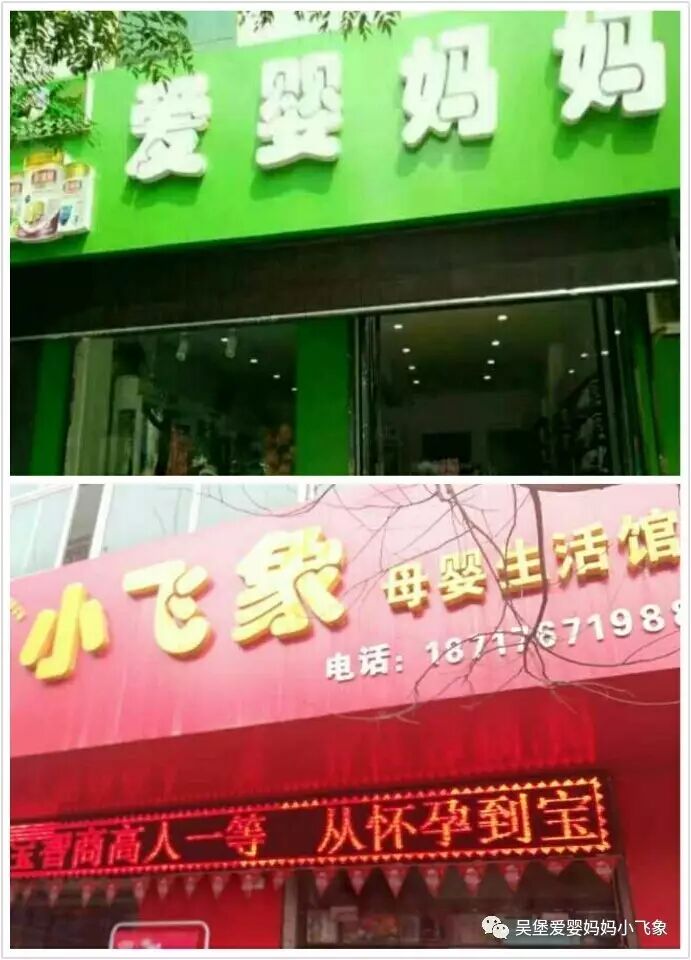 爱婴妈妈
小飞象 母婴生活馆
电话：18717671988
宝智商高人一等 从怀孕到宝
吴堡爱婴妈妈小飞象